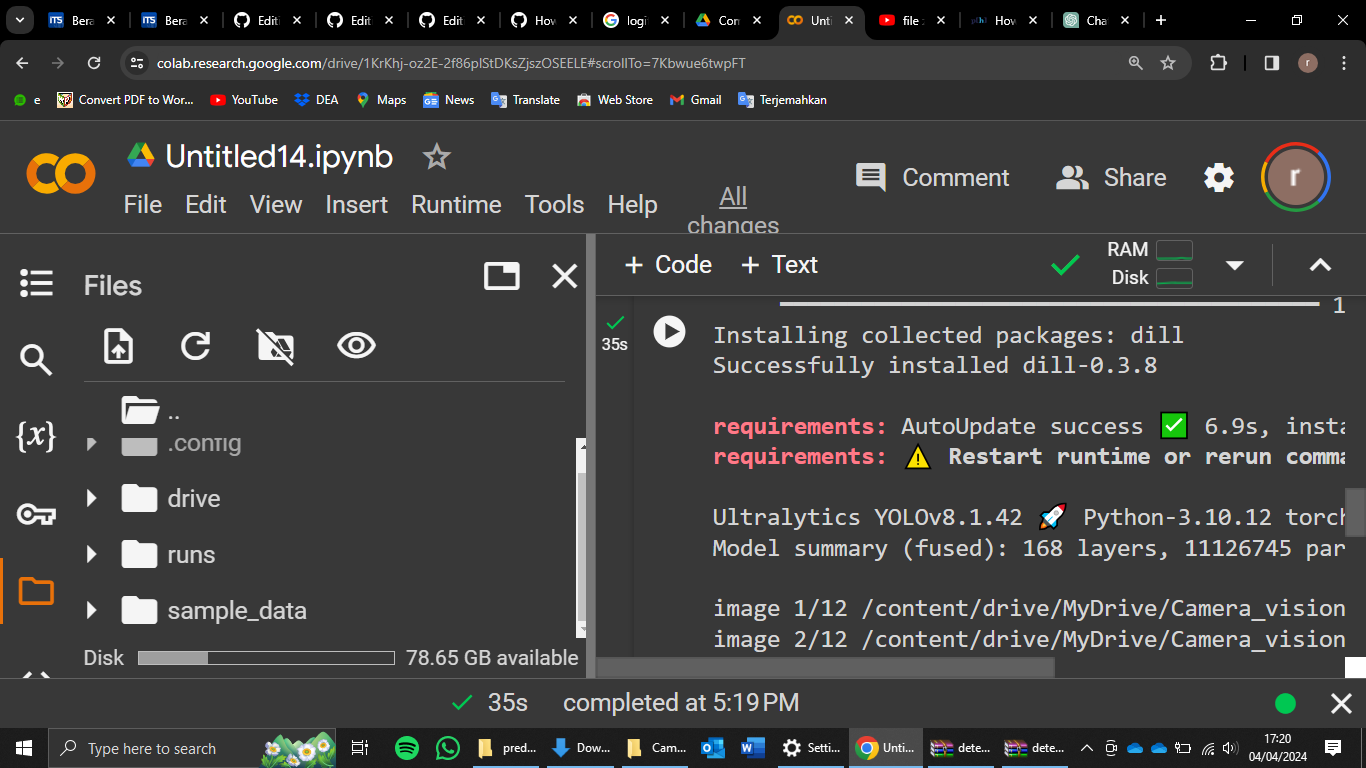 Bera
Bera
Edit
Edit
Edit
How
logi
Con
Unti
file
Hov
Cha
colab.research.google.com/drive/1KrKhj-oz2E-2f86plStDKsZjszOSEELE#scrollTo=7Kbwue6twpFT
r
e
Convert PDF to Wor...
YouTube
DEA
Maps
News
Translate
Web Store
Gmail
Terjemahkan
Untitled14.ipynb
File Edit View Insert Runtime Tools Help
All changes
Comment
Share
r
Files
+ Code + Text
RAM
Disk
..
.config
drive
runs
sample_data
Disk 78.65 GB available
35s
1
Installing collected packages: dill
Successfully installed dill-0.3.8
requirements: AutoUpdate success ✅ 6.9s, insta
requirements: ⚠️ Restart runtime or rerun comma
Ultralytics YOLOv8.1.42 🚀 Python-3.10.12 torch
Model summary (fused): 168 layers, 11126745 par
image 1/12 /content/drive/MyDrive/Camera_vision
image 2/12 /content/drive/MyDrive/Camera_vision
35s completed at 5:19 PM
Type here to search
pred...
Dow...
Cam...
Setti...
Unti...
dete...
dete...
17:20
04/04/2024